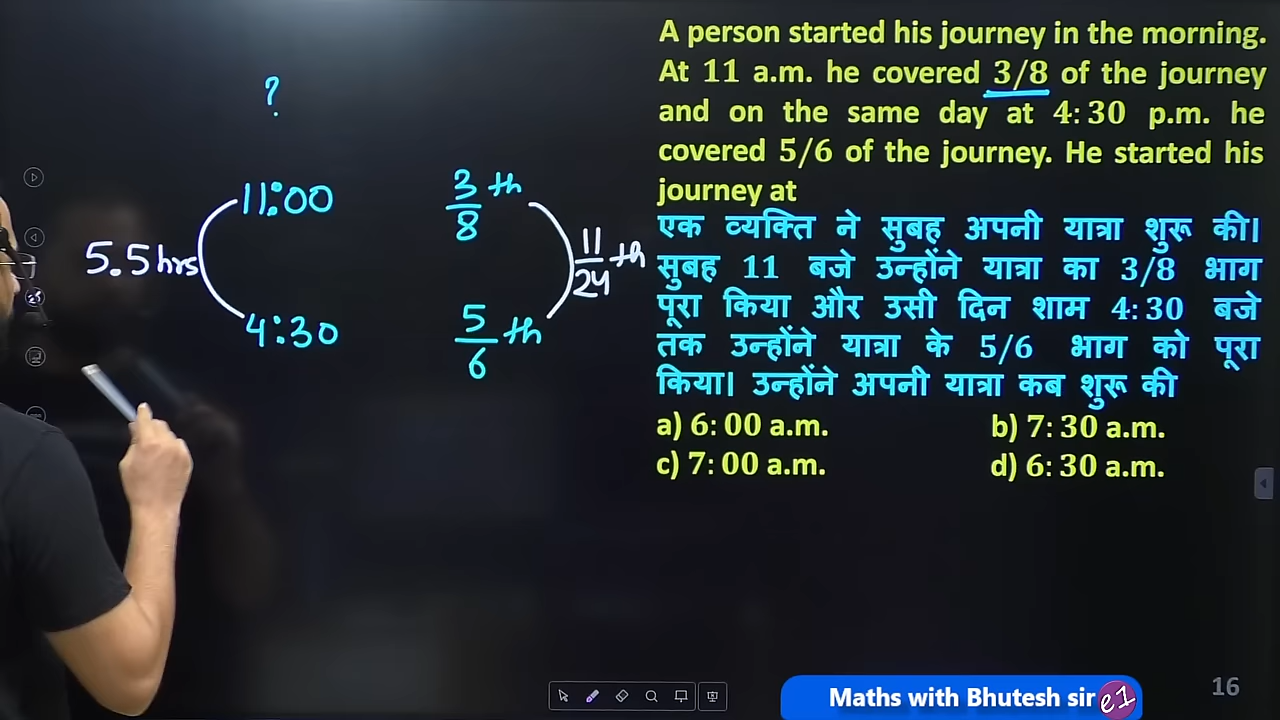 A person started his journey in the morning.
At 11 a.m. he covered 3/8 of the journey
and on the same day at 4:30 p.m. he
covered 5/6 of the journey. He started his
journey at
एक व्यक्ति ने सुबह अपनी यात्रा शुरू की।
सुबह 11 बजे उन्होंने यात्रा का 3/8 भाग
पूरा किया और उसी दिन शाम 4:30 बजे
तक उन्होंने यात्रा के 5/6 भाग को पूरा
किया। उन्होंने अपनी यात्रा कब शुरू की
a) 6:00 a.m. b) 7:30 a.m.
c) 7:00 a.m. d) 6:30 a.m.
?
11:00 3/8 th
5.5 hrs 11/24 th
4:30 5/6 th
Maths with Bhutesh sir e1
16